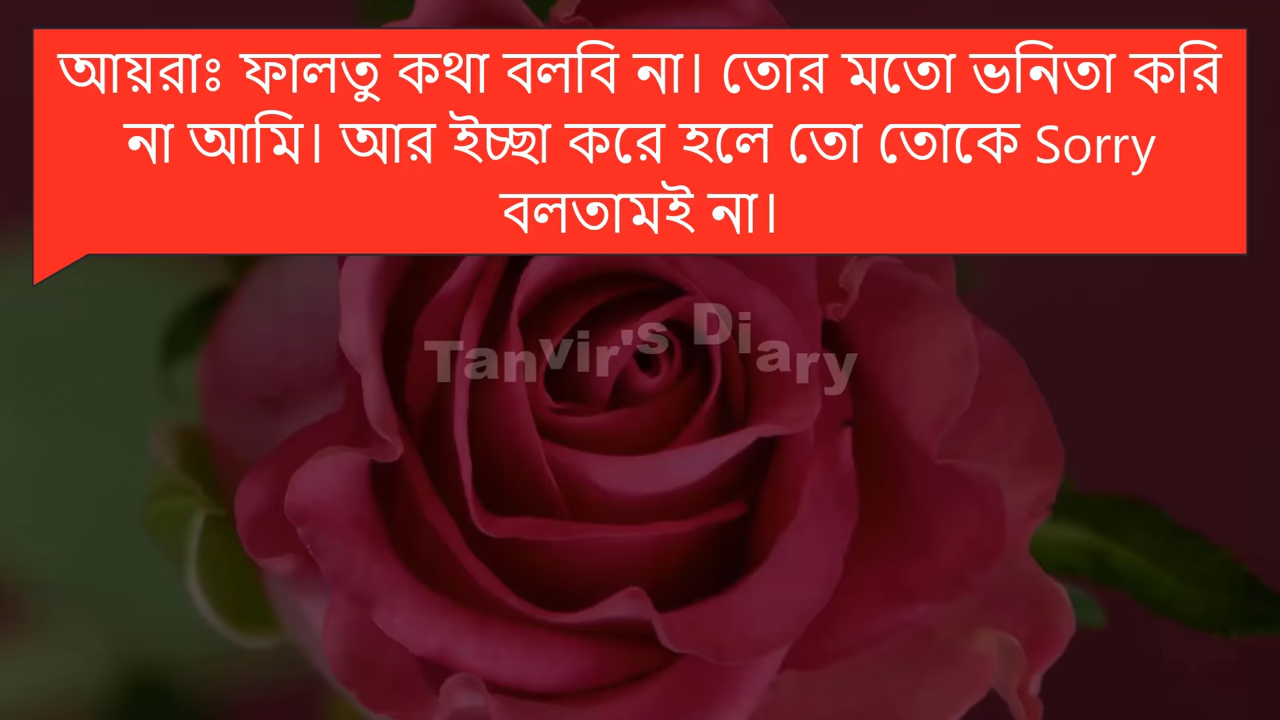 আয়রাঃ ফালতু কথা বলবি না। তোর মতো ভনিতা করি
না আমি। আর ইচ্ছা করে হলে তো তোকে Sorry
বলতামই না।
Tanvir's Diary